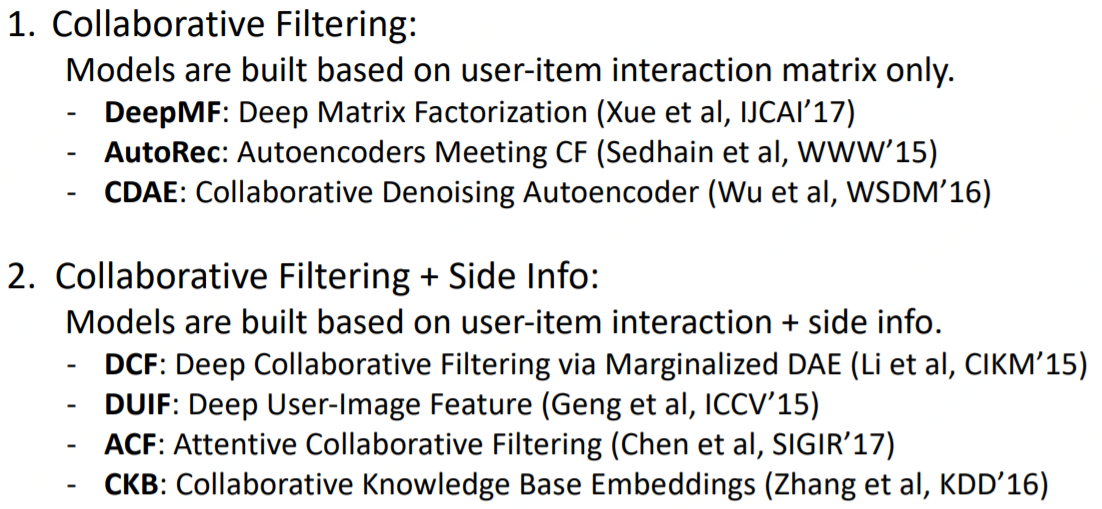 1. Collaborative Filtering:
Models are built based on user-item interaction matrix only.
- DeepMF: Deep Matrix Factorization (Xue et al, IJCAI’17)
- AutoRec: Autoencoders Meeting CF (Sedhain et al, WWW’15)
- CDAE: Collaborative Denoising Autoencoder (Wu et al, WSDM’16)
2. Collaborative Filtering + Side Info:
Models are built based on user-item interaction + side info.
- DCF: Deep Collaborative Filtering via Marginalized DAE (Li et al, CIKM’15)
- DUIF: Deep User-Image Feature (Geng et al, ICCV’15)
- ACF: Attentive Collaborative Filtering (Chen et al, SIGIR’17)
- CKB: Collaborative Knowledge Base Embeddings (Zhang et al, KDD’16)